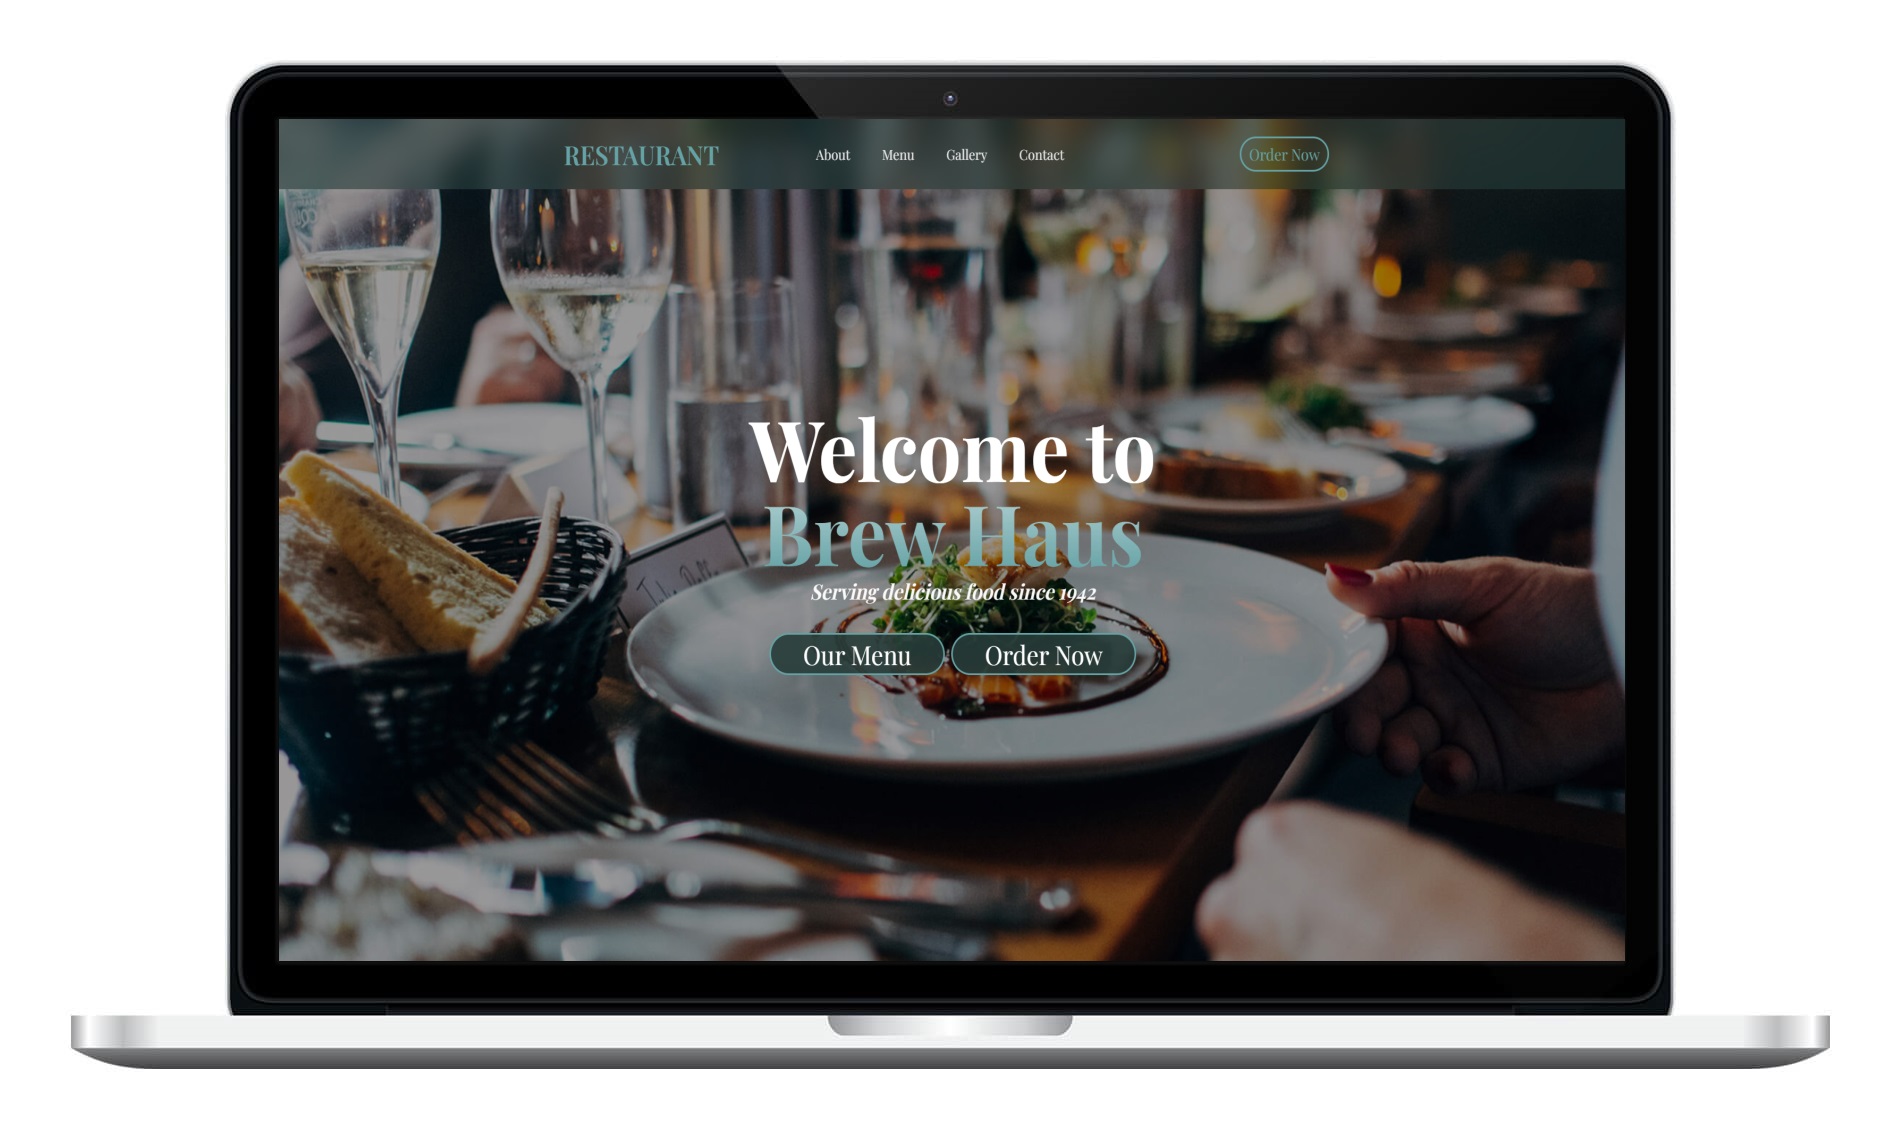 RESTAURANT
About Menu Gallery Contact
Order Now
Welcome to
Brew Haus
Serving delicious food since 1942
Our Menu Order Now